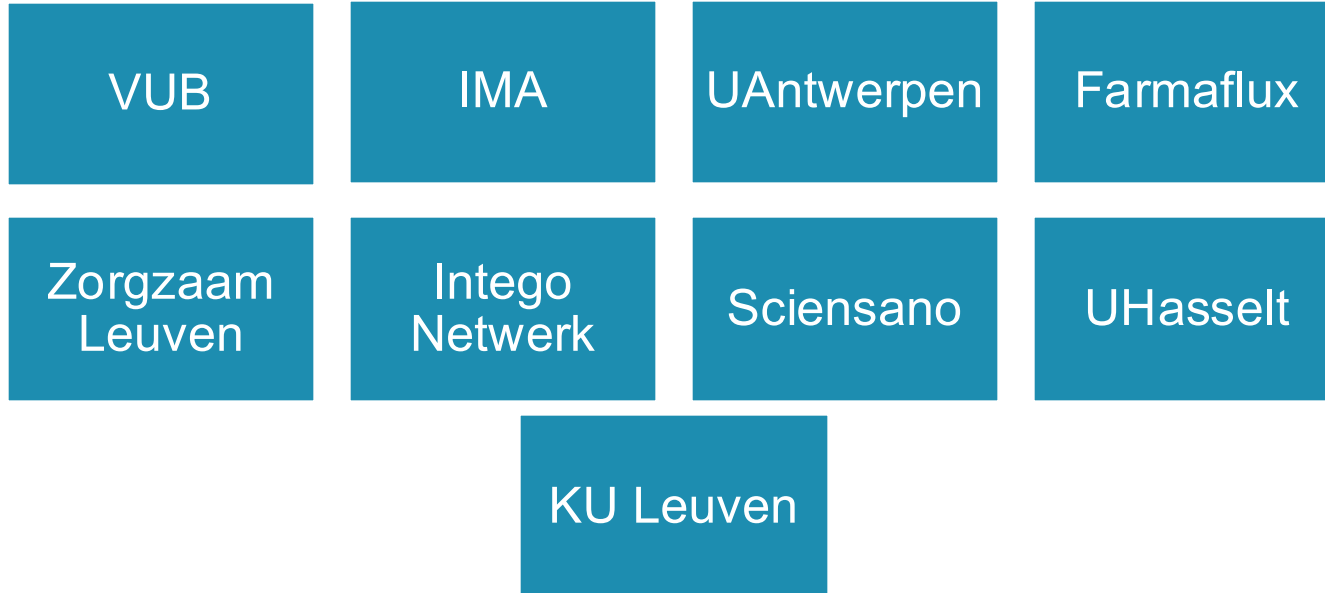 VUB
IMA
UAntwerpen
Farmaflux
Zorgzaam
Leuven
Intego
Netwerk
Sciensano
UHasselt
KU Leuven